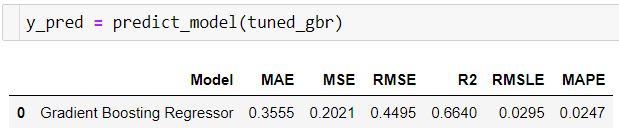 y_pred = predict_model(tuned_gbr)
Model MAE MSE RMSE R2 RMSLE MAPE
0 Gradient Boosting Regressor 0.3555 0.2021 0.4495 0.6640 0.0295 0.0247